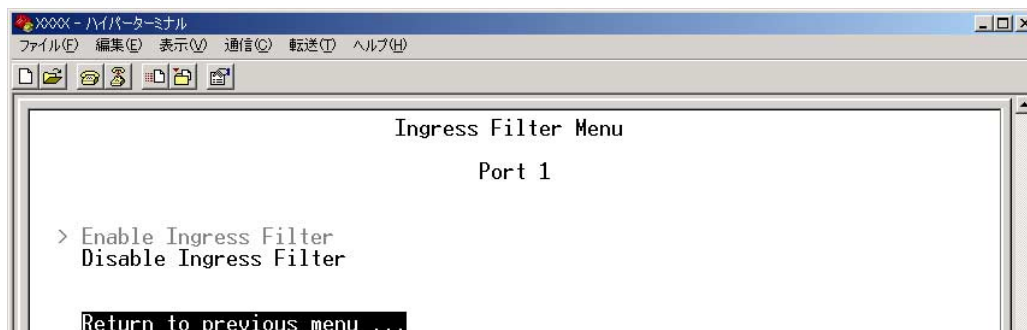 XXXX - ハイパーターミナル
ファイル(F) 編集(E) 表示(V) 通信(C) 転送(T) ヘルプ(H)
Ingress Filter Menu
Port 1
> Enable Ingress Filter
Disable Ingress Filter
Return to previous menu ...